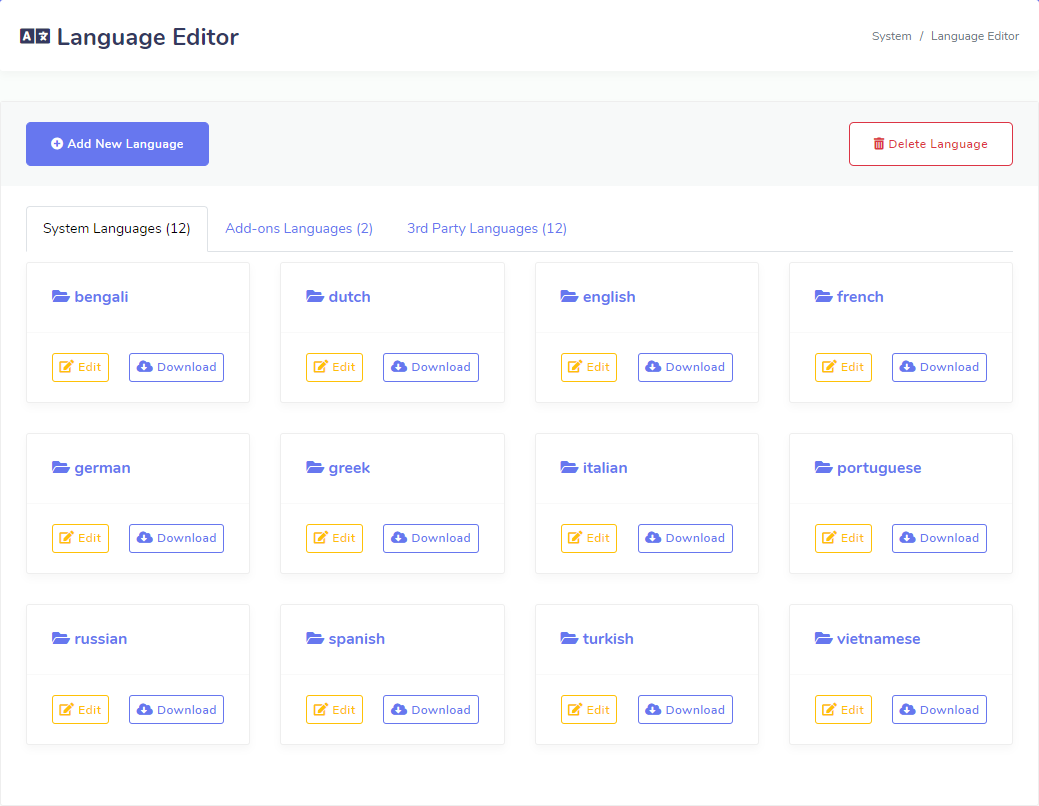 Language Editor
System / Language Editor
Add New Language
Delete Language
System Languages (12) Add-ons Languages (2) 3rd Party Languages (12)
bengali dutch english french
Edit Download Edit Download Edit Download Edit Download
german greek italian portuguese
Edit Download Edit Download Edit Download Edit Download
russian spanish turkish vietnamese
Edit Download Edit Download Edit Download Edit Download